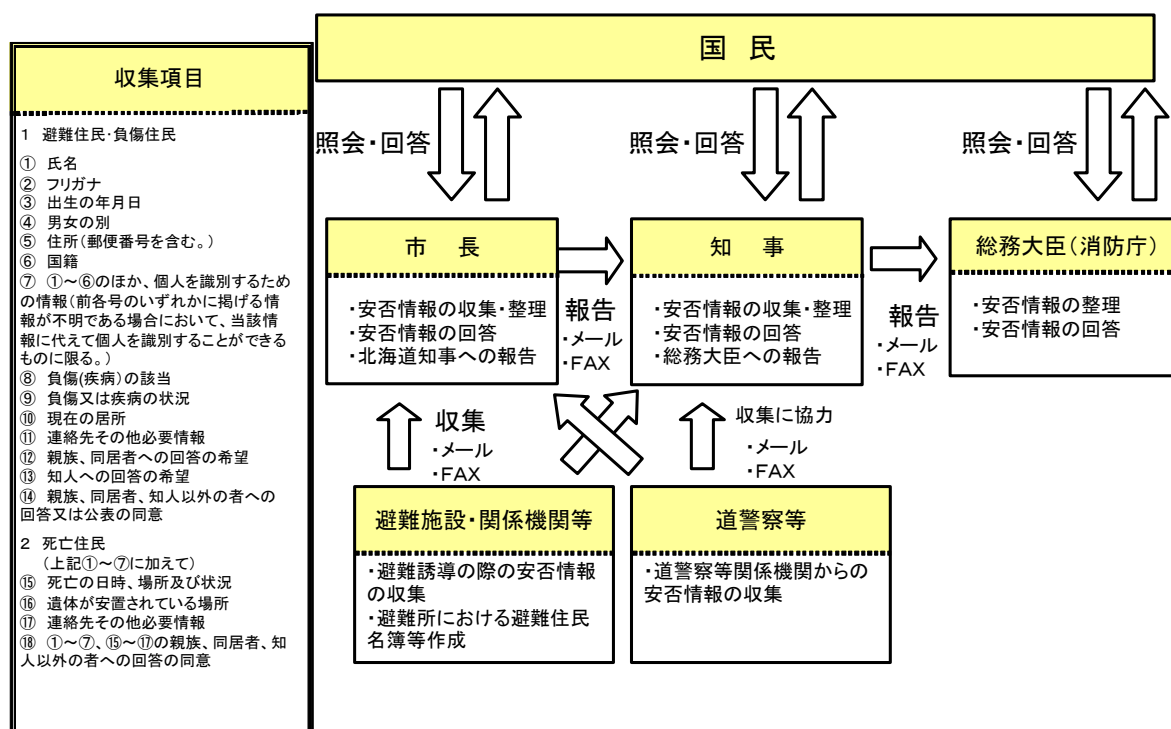 国 民
収集項目
1 避難住民・負傷住民
① 氏名
② フリガナ
③ 出生の年月日
④ 男女の別
⑤ 住所(郵便番号を含む。)
⑥ 国籍
⑦ ①～⑥のほか、個人を識別するため
の情報(前各号のいずれかに掲げる情
報が不明である場合において、当該情
報に代えて個人を識別することができる
ものに限る。)
⑧ 負傷(疾病)の該当
⑨ 負傷又は疾病の状況
⑩ 現在の居所
⑪ 連絡先その他必要情報
⑫ 親族、同居者への回答の希望
⑬ 知人への回答の希望
⑭ 親族、同居者、知人以外の者への
回答又は公表の同意
2 死亡住民
(上記①～⑦に加えて)
⑮ 死亡の日時、場所及び状況
⑯ 遺体が安置されている場所
⑰ 連絡先その他必要情報
⑱ ①～⑦、⑮～⑰の親族、同居者、知
人以外の者への回答の同意
照会・回答
照会・回答
照会・回答
市 長
・安否情報の収集・整理
・安否情報の回答
・北海道知事への報告
報告
・メール
・FAX
知 事
・安否情報の収集・整理
・安否情報の回答
・総務大臣への報告
報告
・メール
・FAX
総務大臣(消防庁)
・安否情報の整理
・安否情報の回答
収集
・メール
・FAX
収集に協力
・メール
・FAX
避難施設・関係機関等
・避難誘導の際の安否情報
の収集
・避難所における避難住民
名簿等作成
道警察等
・道警察等関係機関からの
安否情報の収集